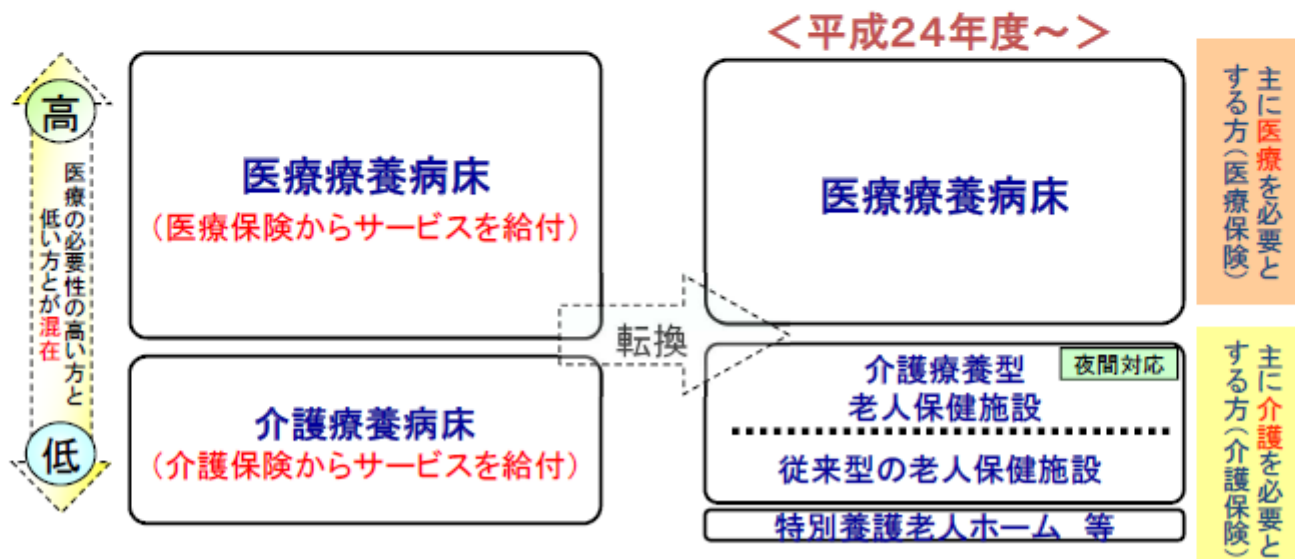 <平成24年度～>
高
医療の必要性の高い方と
低い方とが混在
低
医療療養病床
（医療保険からサービスを給付）
介護療養病床
（介護保険からサービスを給付）
転換
医療療養病床
介護療養型
老人保健施設
夜間対応
従来型の老人保健施設
特別養護老人ホーム　等
主に医療を必要と
する方（医療保険）
主に介護を必要と
する方（介護保険）